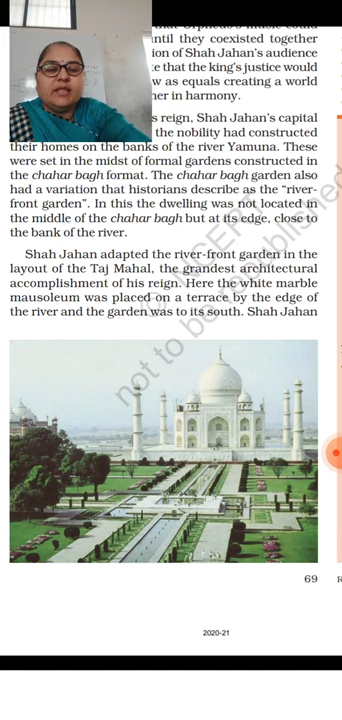 that Orpheus's music could
until they coexisted together
ion of Shah Jahan's audience
e that the king's justice would
w as equals creating a world
her in harmony.
s reign, Shah Jahan's capital
the nobility had constructed
their homes on the banks of the river Yamuna. These
were set in the midst of formal gardens constructed in
the chahar bagh format. The chahar bagh garden also
had a variation that historians describe as the "river-
front garden". In this the dwelling was not located in
the middle of the chahar bagh but at its edge, close to
the bank of the river.
Shah Jahan adapted the river-front garden in the
layout of the Taj Mahal, the grandest architectural
accomplishment of his reign. Here the white marble
mausoleum was placed on a terrace by the edge of
the river and the garden was to its south. Shah Jahan
© NCERT
not to be republished
69
R
2020-21